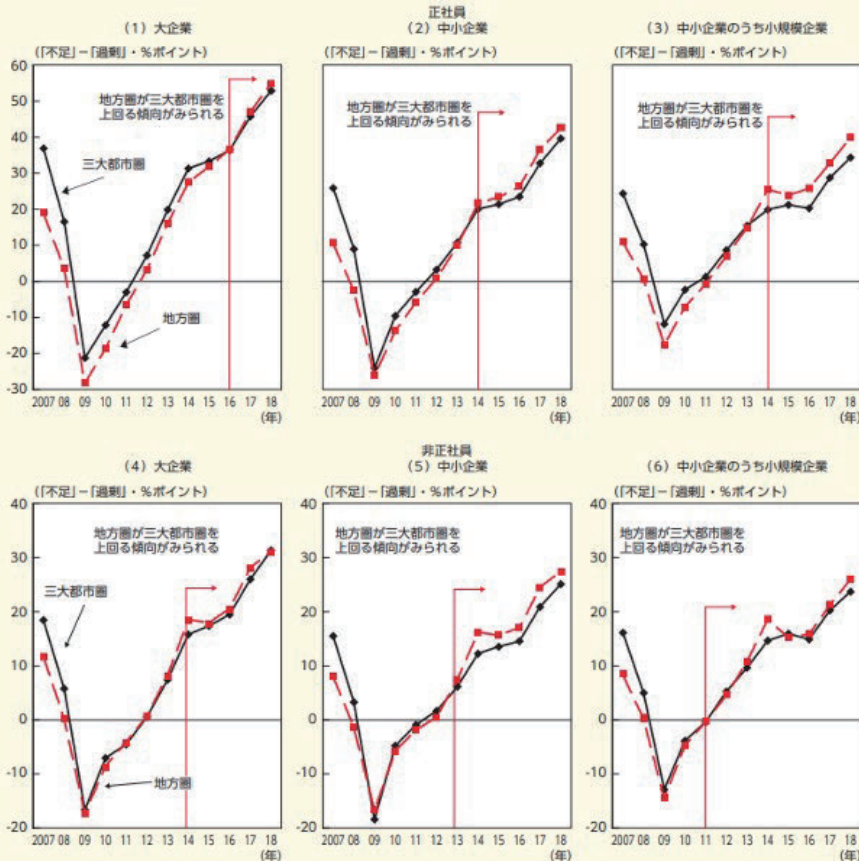 正社員
（1）大企業
（2）中小企業
（3）中小企業のうち小規模企業
(「不足」－「過剰」・％ポイント)
(「不足」－「過剰」・％ポイント)
(「不足」－「過剰」・％ポイント)
60
50
40
30
20
10
0
-10
-20
-30
地方圏が三大都市圏を
上回る傾向がみられる
三大都市圏
地方圏
2007 08 09 10 11 12 13 14 15 16 17 18
(年)
地方圏が三大都市圏を
上回る傾向がみられる
2007 08 09 10 11 12 13 14 15 16 17 18
(年)
地方圏が三大都市圏を
上回る傾向がみられる
2007 08 09 10 11 12 13 14 15 16 17 18
(年)
非正社員
（4）大企業
（5）中小企業
（6）中小企業のうち小規模企業
(「不足」－「過剰」・％ポイント)
(「不足」－「過剰」・％ポイント)
(「不足」－「過剰」・％ポイント)
40
30
20
10
0
-10
-20
地方圏が三大都市圏を
上回る傾向がみられる
三大都市圏
地方圏
2007 08 09 10 11 12 13 14 15 16 17 18
(年)
40
30
20
10
0
-10
-20
地方圏が三大都市圏を
上回る傾向がみられる
2007 08 09 10 11 12 13 14 15 16 17 18
(年)
40
30
20
10
0
-10
-20
地方圏が三大都市圏を
上回る傾向がみられる
2007 08 09 10 11 12 13 14 15 16 17 18
(年)